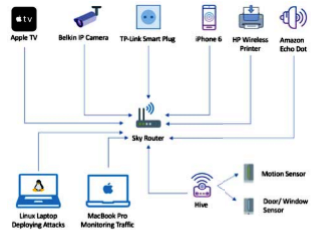 tv
Apple TV
Belkin IP Camera
TP-Link Smart Plug
iPhone 6
HP Wireless
Printer
Amazon
Echo Dot
Sky Router
Linux Laptop
Deploying Attacks
MacBook Pro
Monitoring Traffic
Hive
Motion Sensor
Door/ Window
Sensor